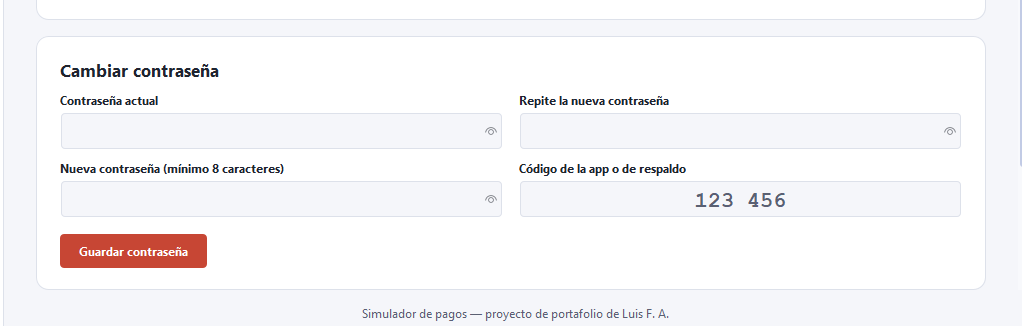 Cambiar contraseña
Contraseña actual
Repite la nueva contraseña
Nueva contraseña (mínimo 8 caracteres)
Código de la app o de respaldo
123 456
Guardar contraseña
Simulador de pagos — proyecto de portafolio de Luis F. A.